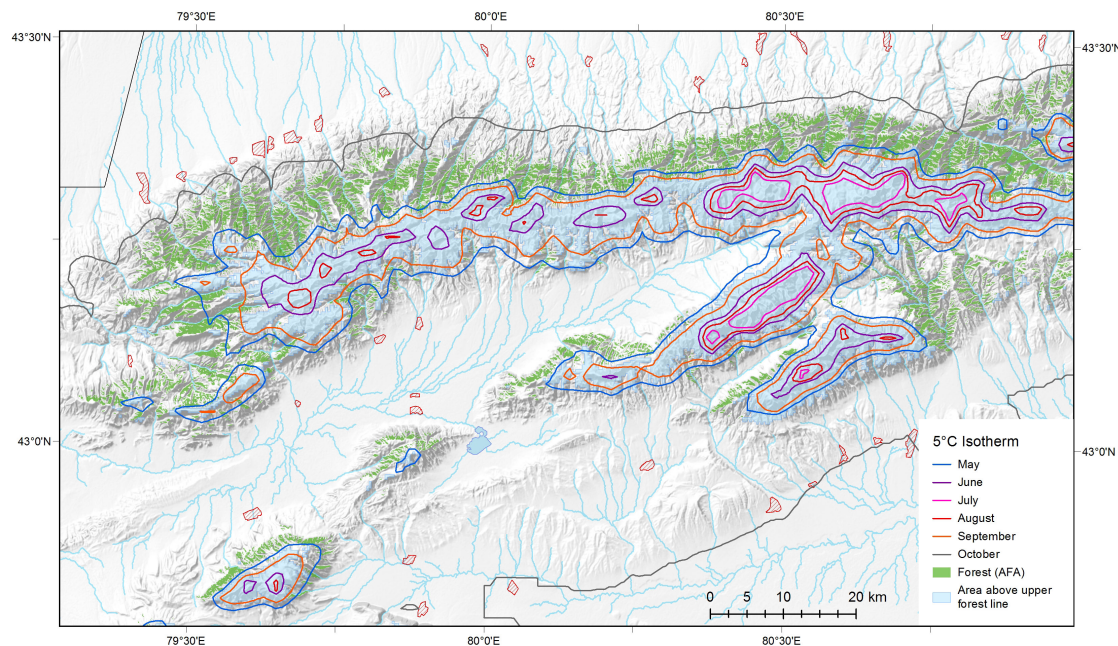 79°30'E 80°0'E 80°30'E
43°30'N 43°30'N
43°0'N 43°0'N
5°C Isotherm
May
June
July
August
September
October
Forest (AFA)
Area above upper
forest line
0 5 10 20 km
79°30'E 80°0'E 80°30'E